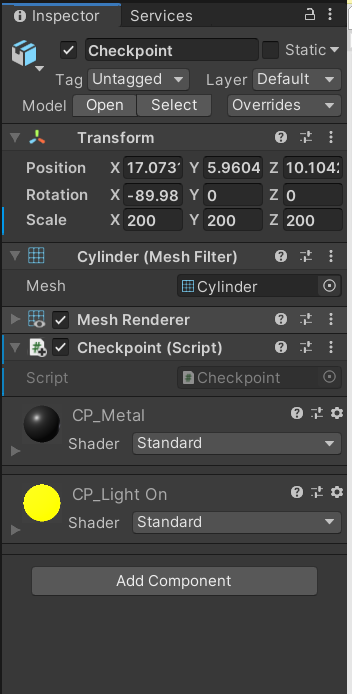 Inspector Services
Checkpoint Static
Tag Untagged Layer Default
Model Open Select Overrides
Transform
Position X 17.073 Y 5.9604 Z 10.104
Rotation X -89.98 Y 0 Z 0
Scale X 200 Y 200 Z 200
Cylinder (Mesh Filter)
Mesh Cylinder
Mesh Renderer
Checkpoint (Script)
Script Checkpoint
CP_Metal
Shader Standard
CP_Light On
Shader Standard
Add Component